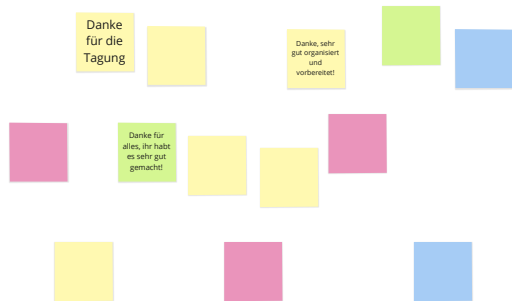 Danke
für die
Tagung
Danke, sehr
gut organisiert
und
vorbereitet!
Danke für
alles, ihr habt
es sehr gut
gemacht!